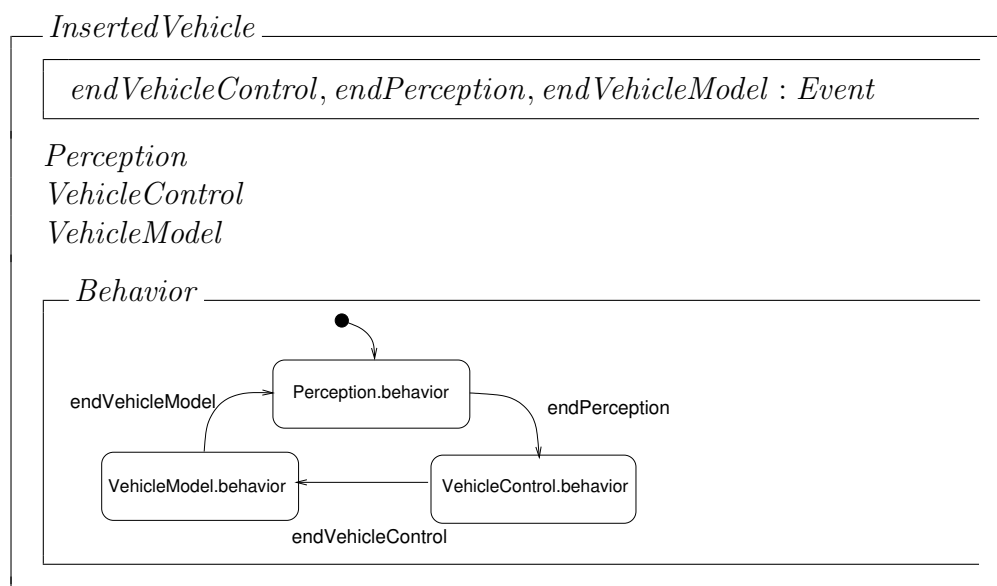 InsertedVehicle
endVehicleControl, endPerception, endVehicleModel : Event
Perception
VehicleControl
VehicleModel
Behavior
Perception.behavior
endVehicleModel
endPerception
VehicleModel.behavior
VehicleControl.behavior
endVehicleControl